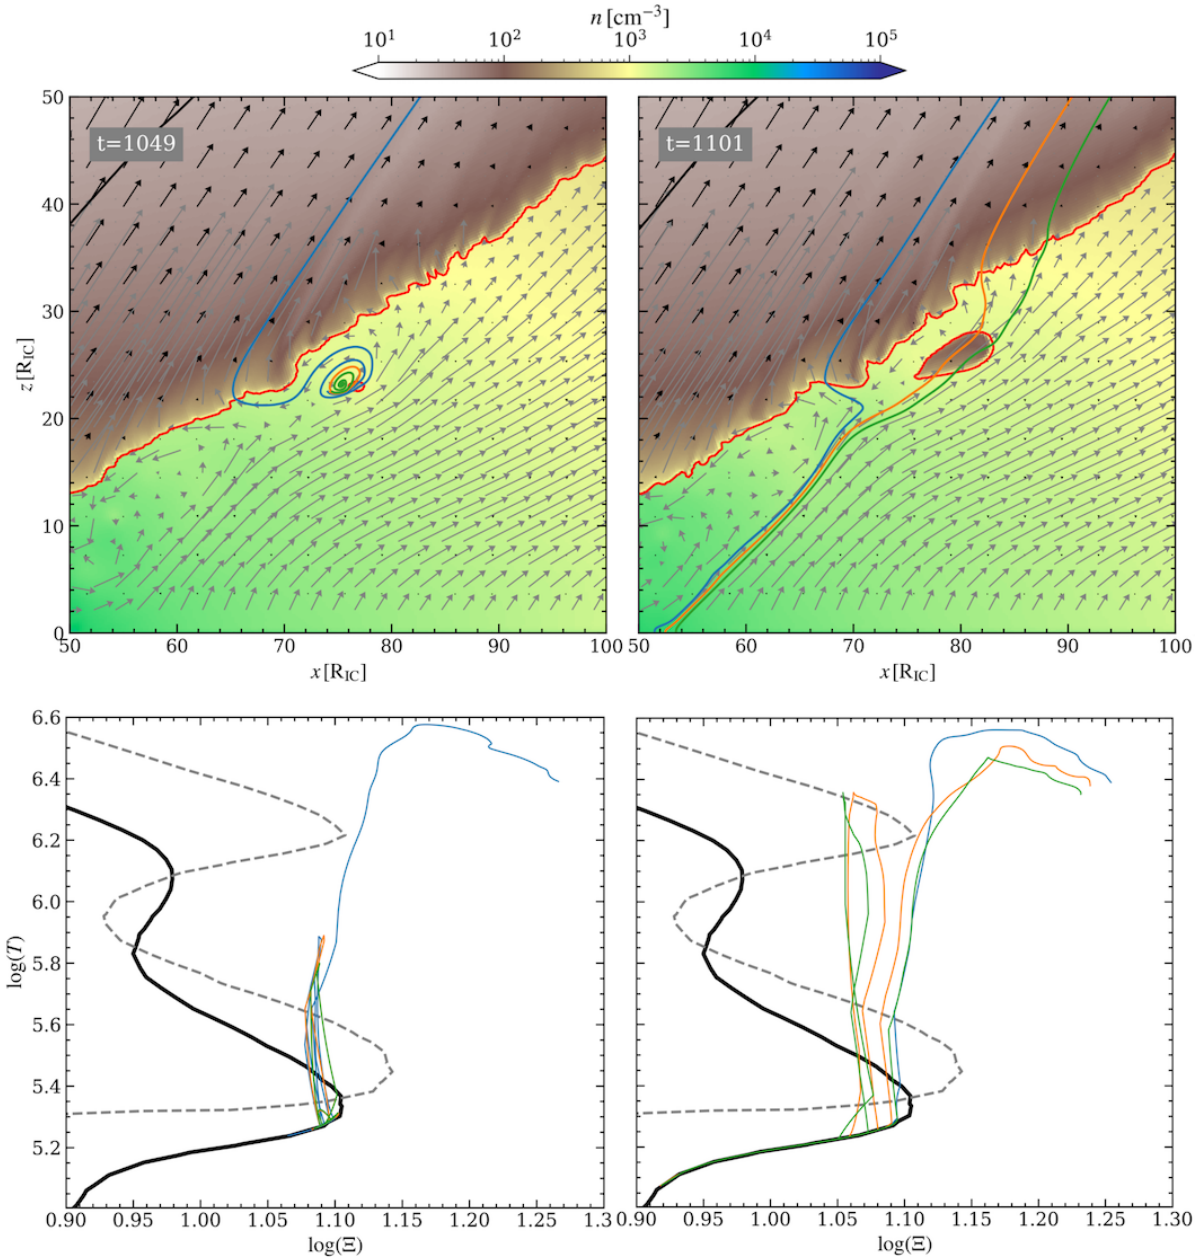 n [cm⁻³]
10¹ 10² 10³ 10⁴ 10⁵
t=1049 t=1101
50
40
30
20
10
0
z [R_IC]
50 60 70 80 90 100 50 60 70 80 90 100
x [R_IC] x [R_IC]
6.6
6.4
6.2
6.0
5.8
5.6
5.4
5.2
log(T)
0.90 0.95 1.00 1.05 1.10 1.15 1.20 1.25 1.3 0.90 0.95 1.00 1.05 1.10 1.15 1.20 1.25 1.30
log(Ξ) log(Ξ)